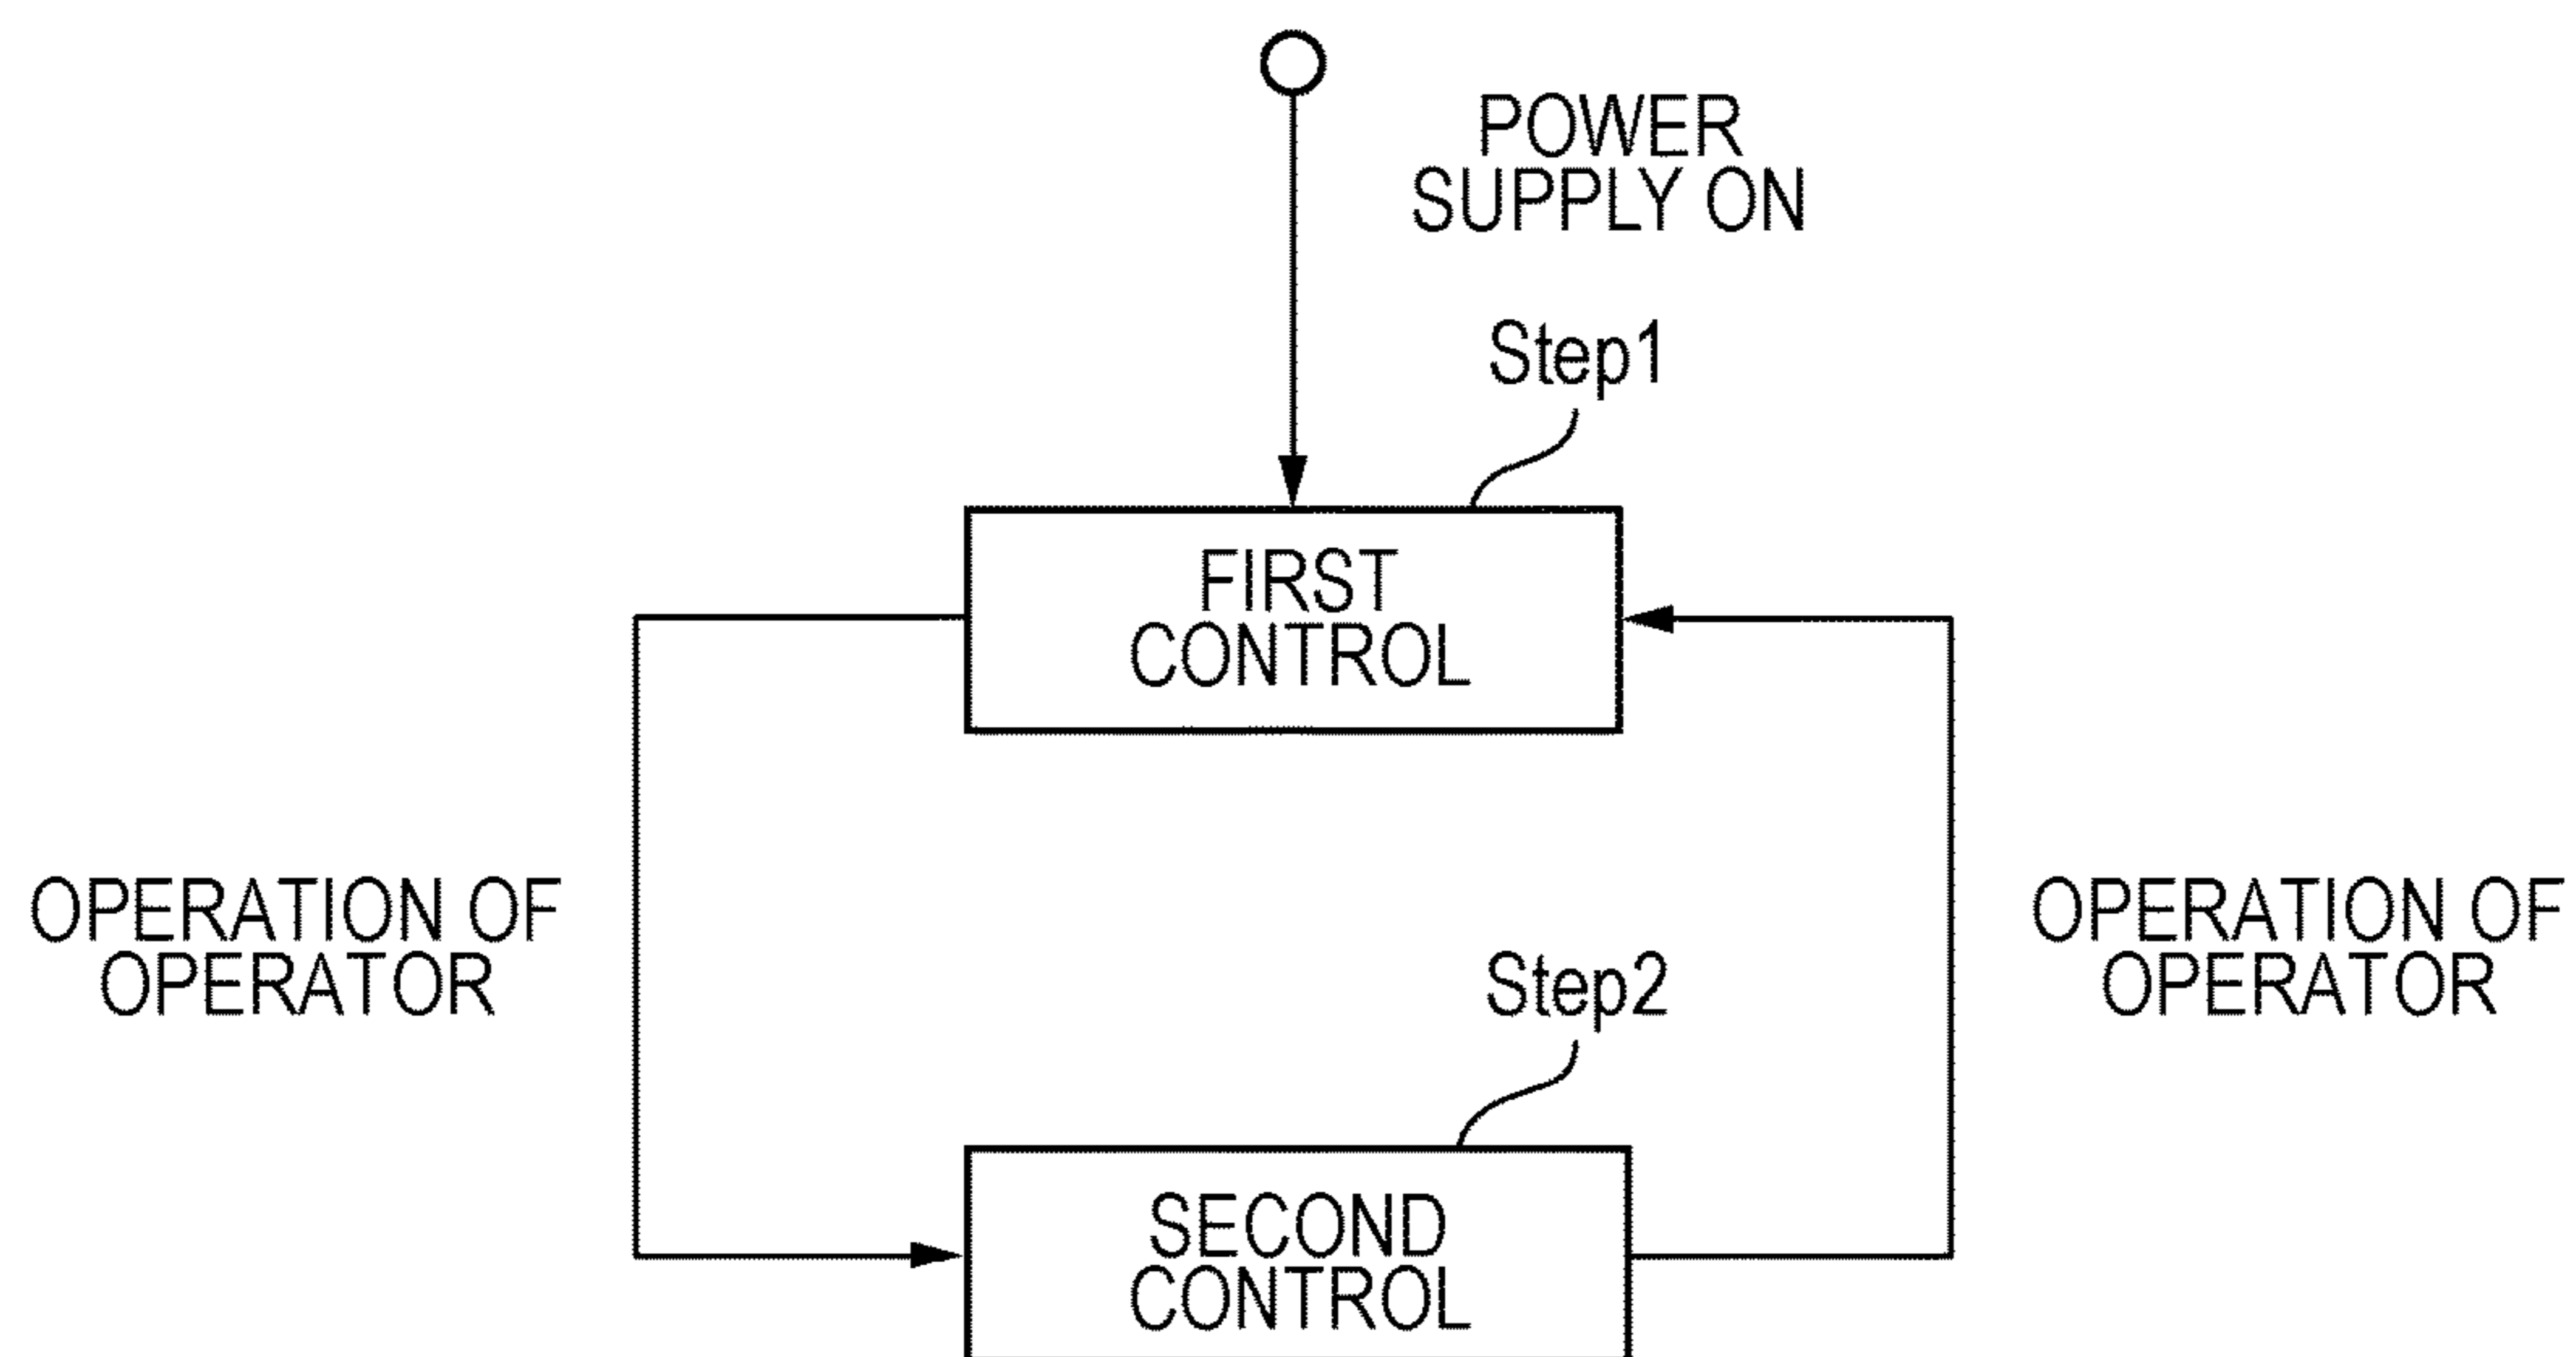 POWER
SUPPLY ON
Step1
FIRST
CONTROL
OPERATION OF
OPERATOR
OPERATION OF
OPERATOR
Step2
SECOND
CONTROL